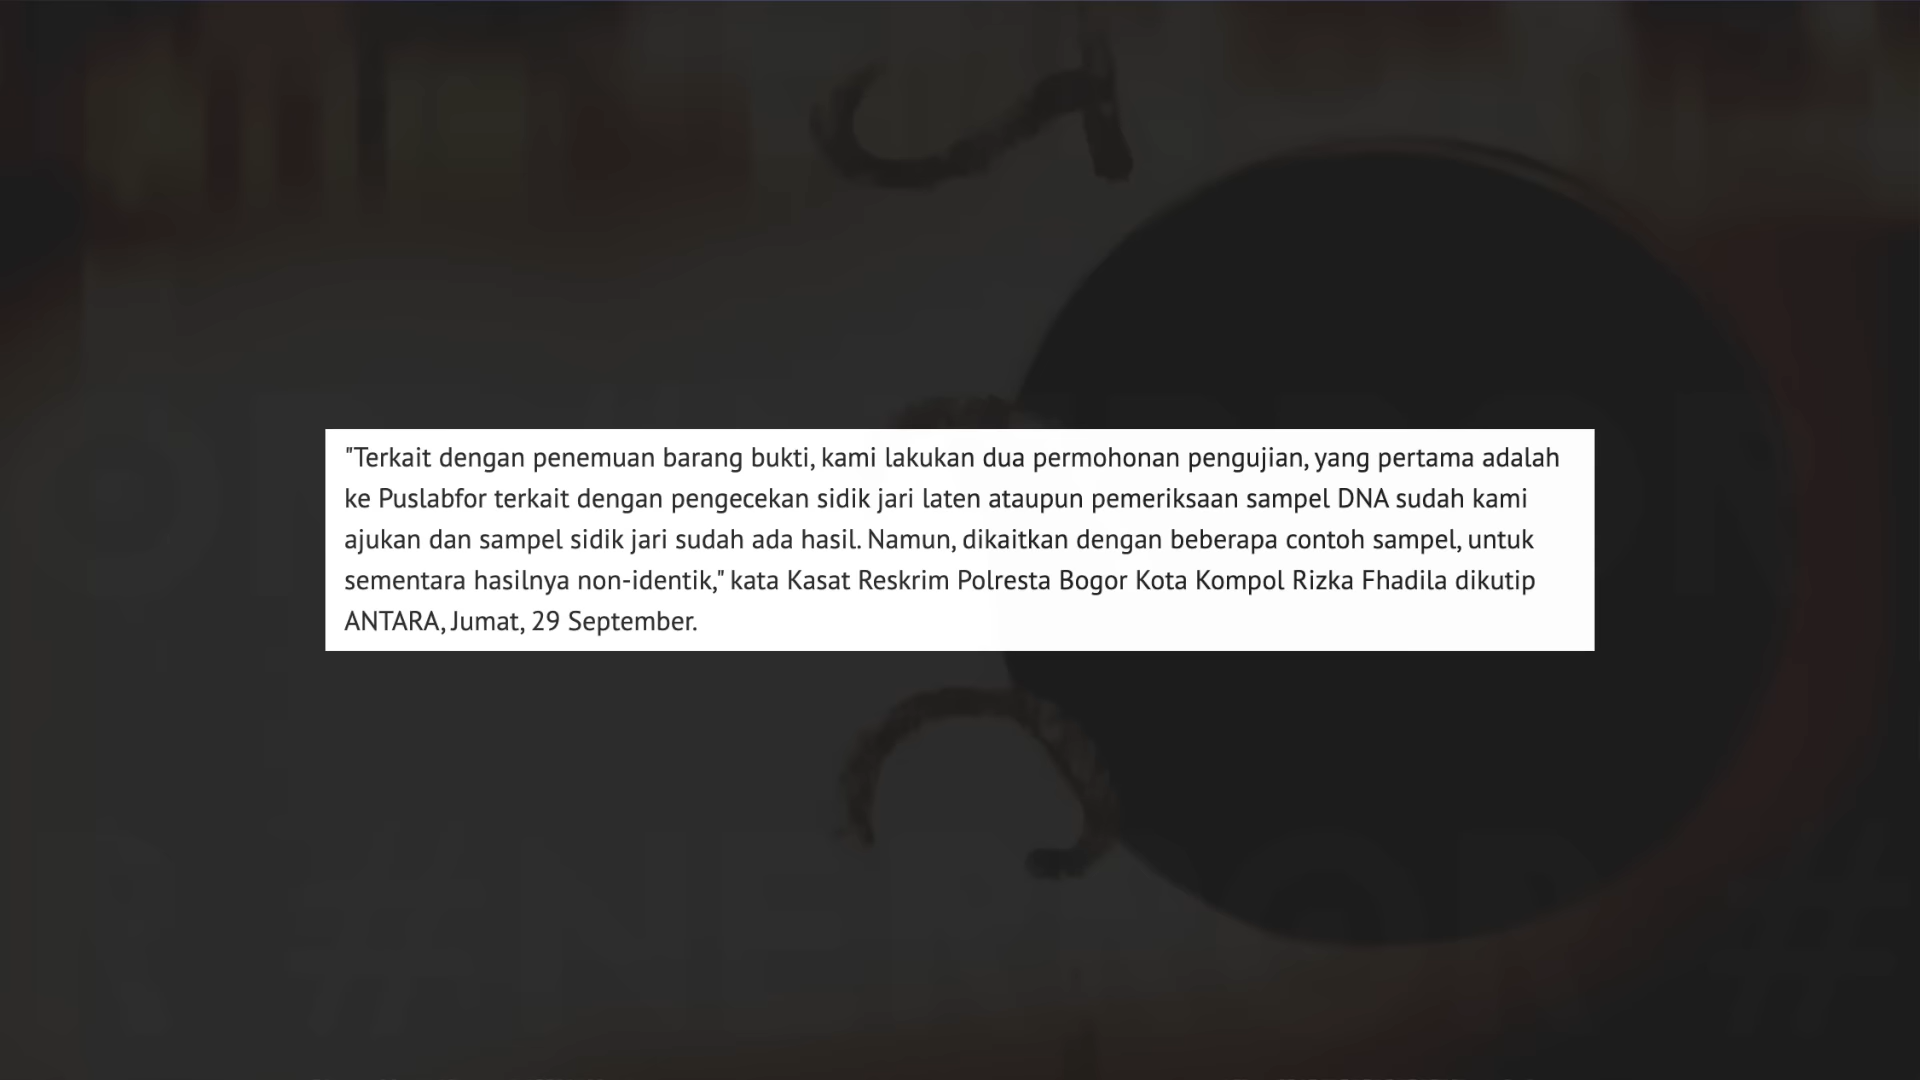 "Terkait dengan penemuan barang bukti, kami lakukan dua permohonan pengujian, yang pertama adalah
ke Puslabfor terkait dengan pengecekan sidik jari laten ataupun pemeriksaan sampel DNA sudah kami
ajukan dan sampel sidik jari sudah ada hasil. Namun, dikaitkan dengan beberapa contoh sampel, untuk
sementara hasilnya non-identik," kata Kasat Reskrim Polresta Bogor Kota Kompol Rizka Fhadila dikutip
ANTARA, Jumat, 29 September.